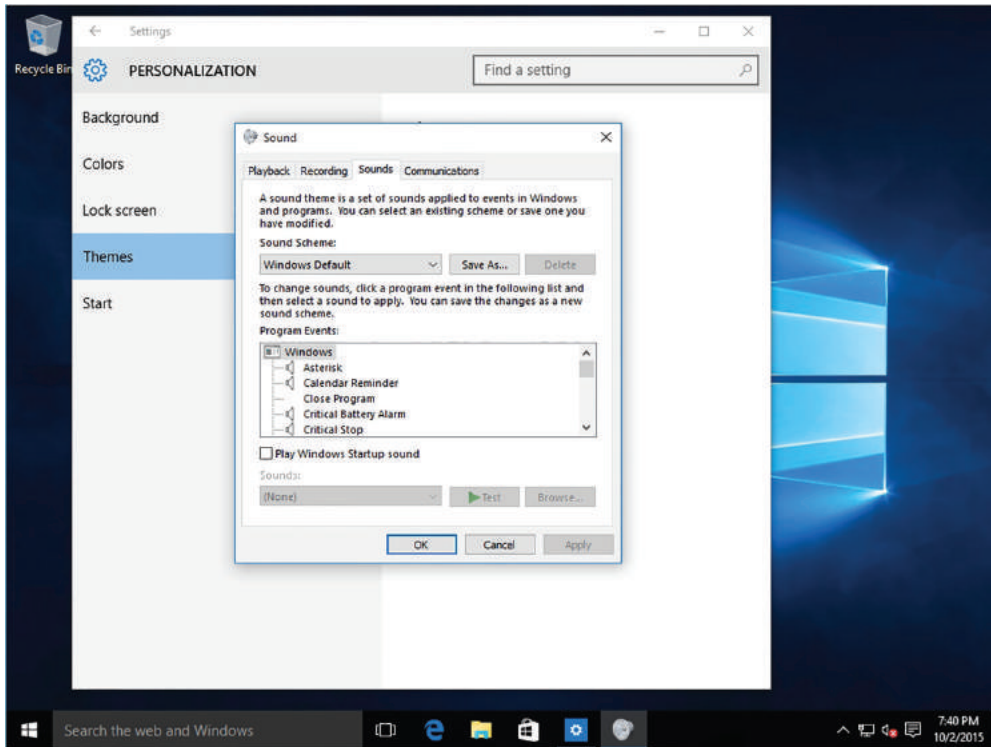 Recycle Bin
Settings
PERSONALIZATION
Find a setting
Background
Colors
Lock screen
Themes
Start
Sound
Playback Recording Sounds Communications
A sound theme is a set of sounds applied to events in Windows
and programs. You can select an existing scheme or save one you
have modified.
Sound Scheme:
Windows Default Save As... Delete
To change sounds, click a program event in the following list and
then select a sound to apply. You can save the changes as a new
sound scheme.
Program Events:
Windows
Asterisk
Calendar Reminder
Close Program
Critical Battery Alarm
Critical Stop
Play Windows Startup sound
Sounds:
(None) Test Browse...
OK Cancel Apply
Search the web and Windows
7:40 PM
10/2/2015